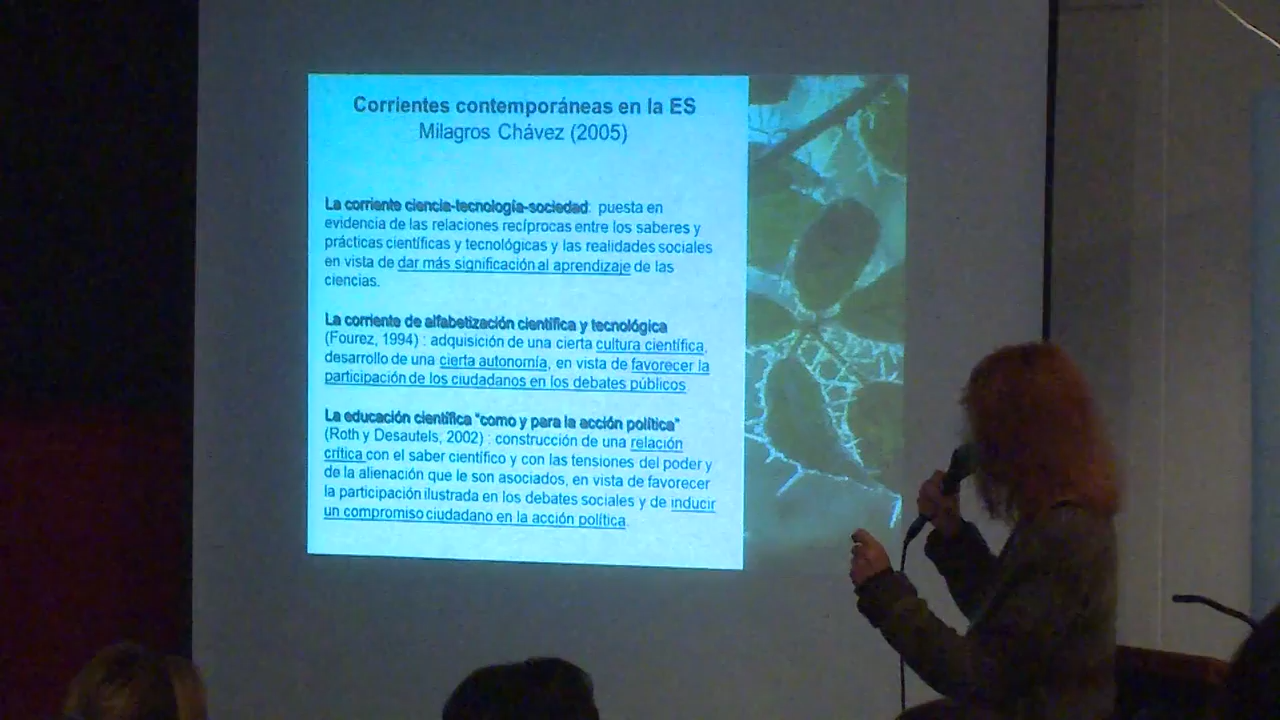 Corrientes contemporáneas en la ES
Milagros Chávez (2005)
La corriente ciencia-tecnología-sociedad: puesta en
evidencia de las relaciones recíprocas entre los saberes y
prácticas científicas y tecnológicas y las realidades sociales
en vista de dar más significación al aprendizaje de las
ciencias.
La corriente de alfabetización científica y tecnológica
(Fourez, 1994) : adquisición de una cierta cultura científica,
desarrollo de una cierta autonomía, en vista de favorecer la
participación de los ciudadanos en los debates públicos.
La educación científica "como y para la acción política"
(Roth y Desautels, 2002) : construcción de una relación
crítica con el saber científico y con las tensiones del poder y
de la alienación que le son asociados, en vista de favorecer
la participación ilustrada en los debates sociales y de inducir
un compromiso ciudadano en la acción política.